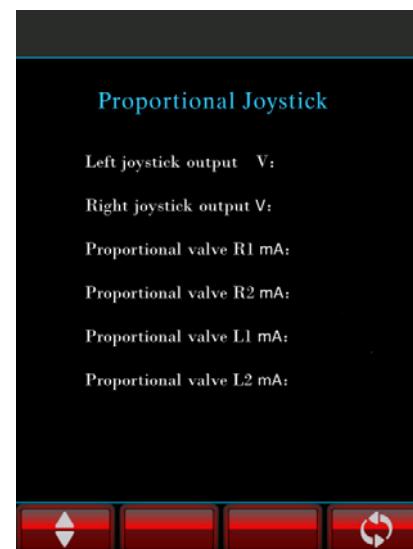 Proportional Joystick
Left joystick output V:
Right joystick output V:
Proportional valve R1 mA:
Proportional valve R2 mA:
Proportional valve L1 mA:
Proportional valve L2 mA: